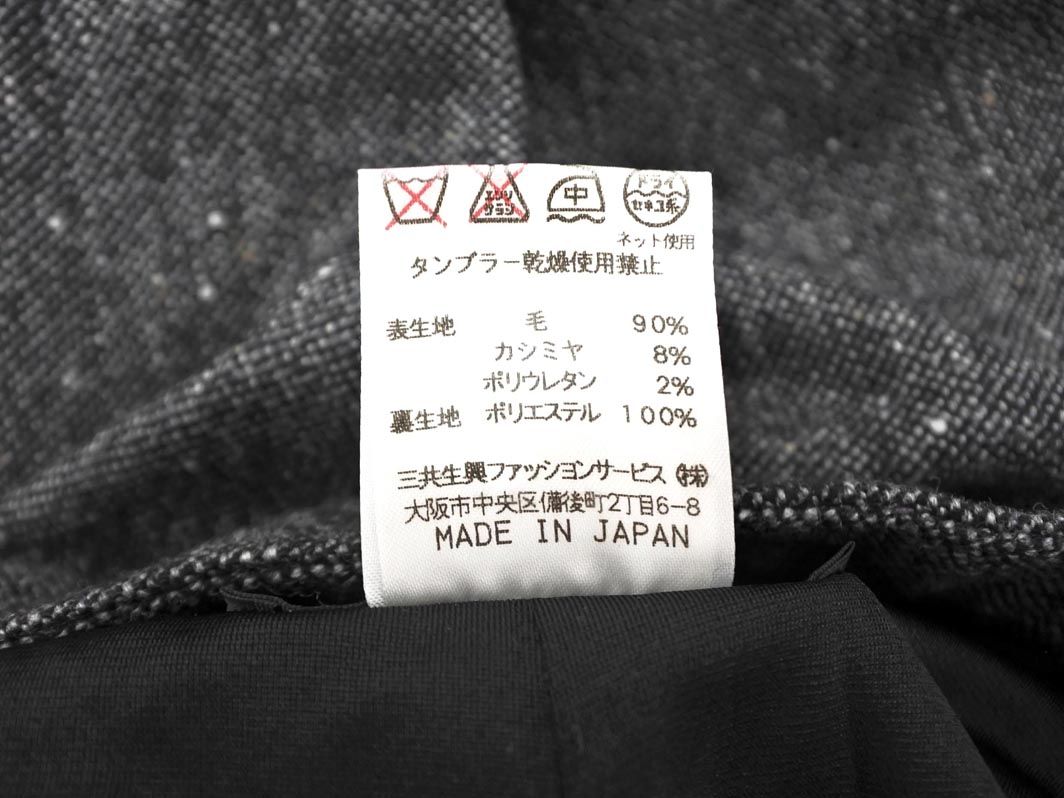 エンソ
サラシ
中
ドライ
セキユ系
ネット使用
タンブラー乾燥使用禁止
表生地 毛 90%
カシミヤ 8%
ポリウレタン 2%
裏生地 ポリエステル 100%
三共生興ファッションサービス(株)
大阪市中央区備後町2丁目6-8
MADE IN JAPAN